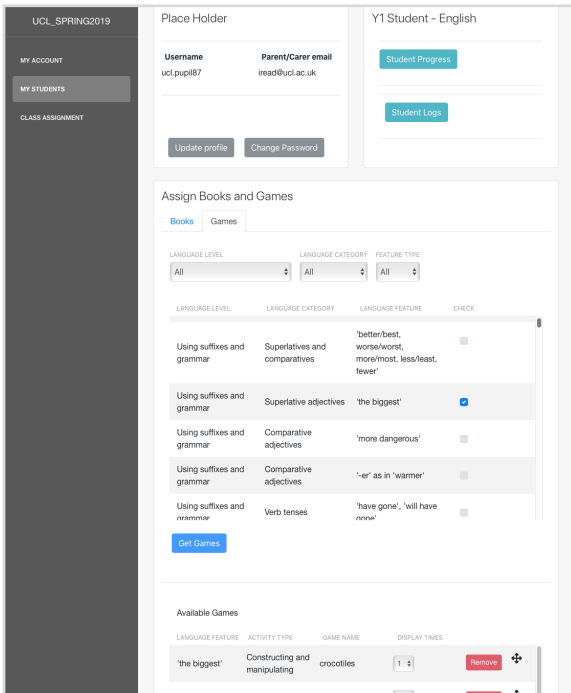 UCL_SPRING2019
MY ACCOUNT
MY STUDENTS
CLASS ASSIGNMENT
Place Holder
Username Parent/Carer email
ucl.pupil87 iread@ucl.ac.uk
Update profile Change Password
Y1 Student - English
Student Progress
Student Logs
Assign Books and Games
Books Games
LANGUAGE LEVEL LANGUAGE CATEGORY FEATURE TYPE
All All All
LANGUAGE LEVEL LANGUAGE CATEGORY LANGUAGE FEATURE CHECK
Using suffixes and
grammar
Superlatives and
comparatives
'better/best,
worse/worst,
more/most, less/least,
fewer'
Using suffixes and
grammar
Superlative adjectives
'the biggest'
Using suffixes and
grammar
Comparative
adjectives
'more dangerous'
Using suffixes and
grammar
Comparative
adjectives
'-er' as in 'warmer'
Using suffixes and
grammar
Verb tenses
'have gone', 'will have
gone'
Get Games
Available Games
LANGUAGE FEATURE ACTIVITY TYPE GAME NAME DISPLAY TIMES
'the biggest'
Constructing and
manipulating
crocotiles
1
Remove